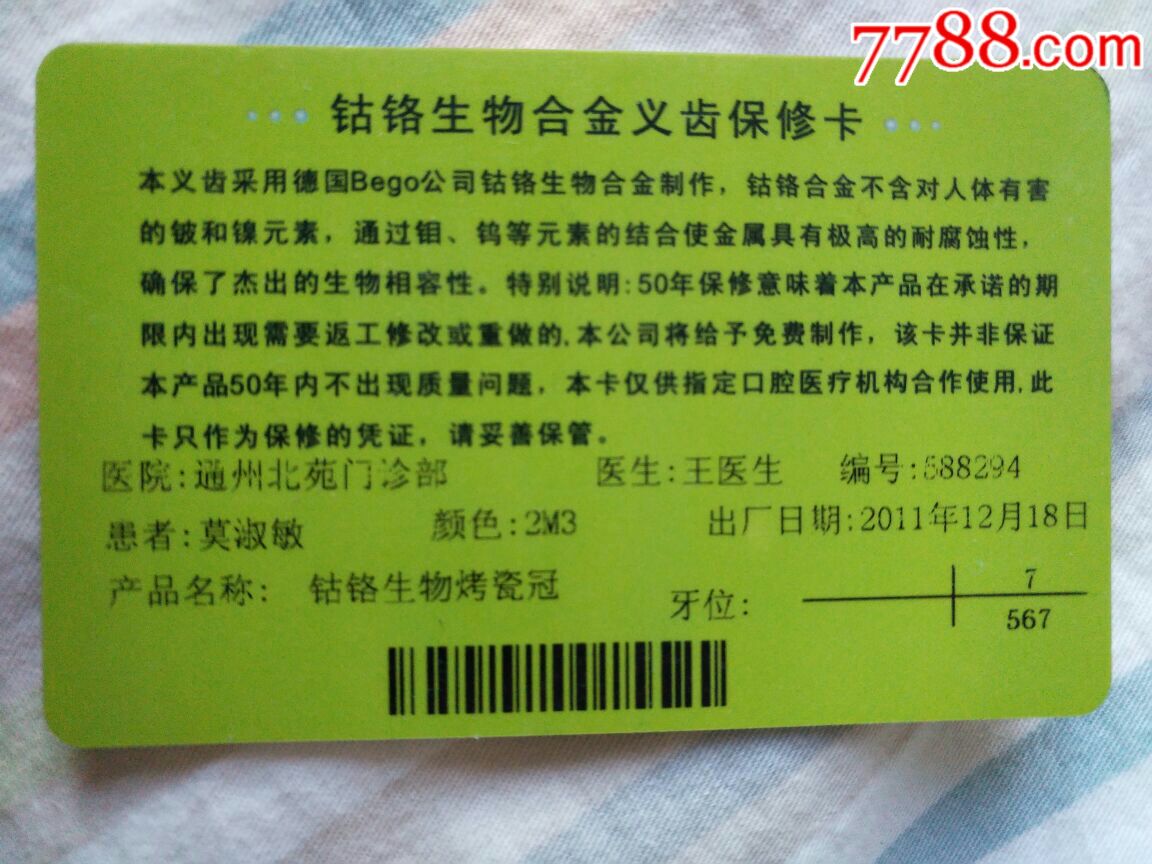 7788.com
钴铬生物合金义齿保修卡
本义齿采用德国Bego公司钴铬生物合金制作，钴铬合金不含对人体有害
的铍和镍元素，通过钼、钨等元素的结合使金属具有极高的耐腐蚀性，
确保了杰出的生物相容性。特别说明:50年保修意味着本产品在承诺的期
限内出现需要返工修改或重做的,本公司将给予免费制作，该卡并非保证
本产品50年内不出现质量问题，本卡仅供指定口腔医疗机构合作使用,此
卡只作为保修的凭证，请妥善保管。
医院:通州北苑门诊部 医生:王医生 编号:588294
患者:莫淑敏 颜色:2M3 出厂日期:2011年12月18日
产品名称: 钴铬生物烤瓷冠 牙位: 7
567